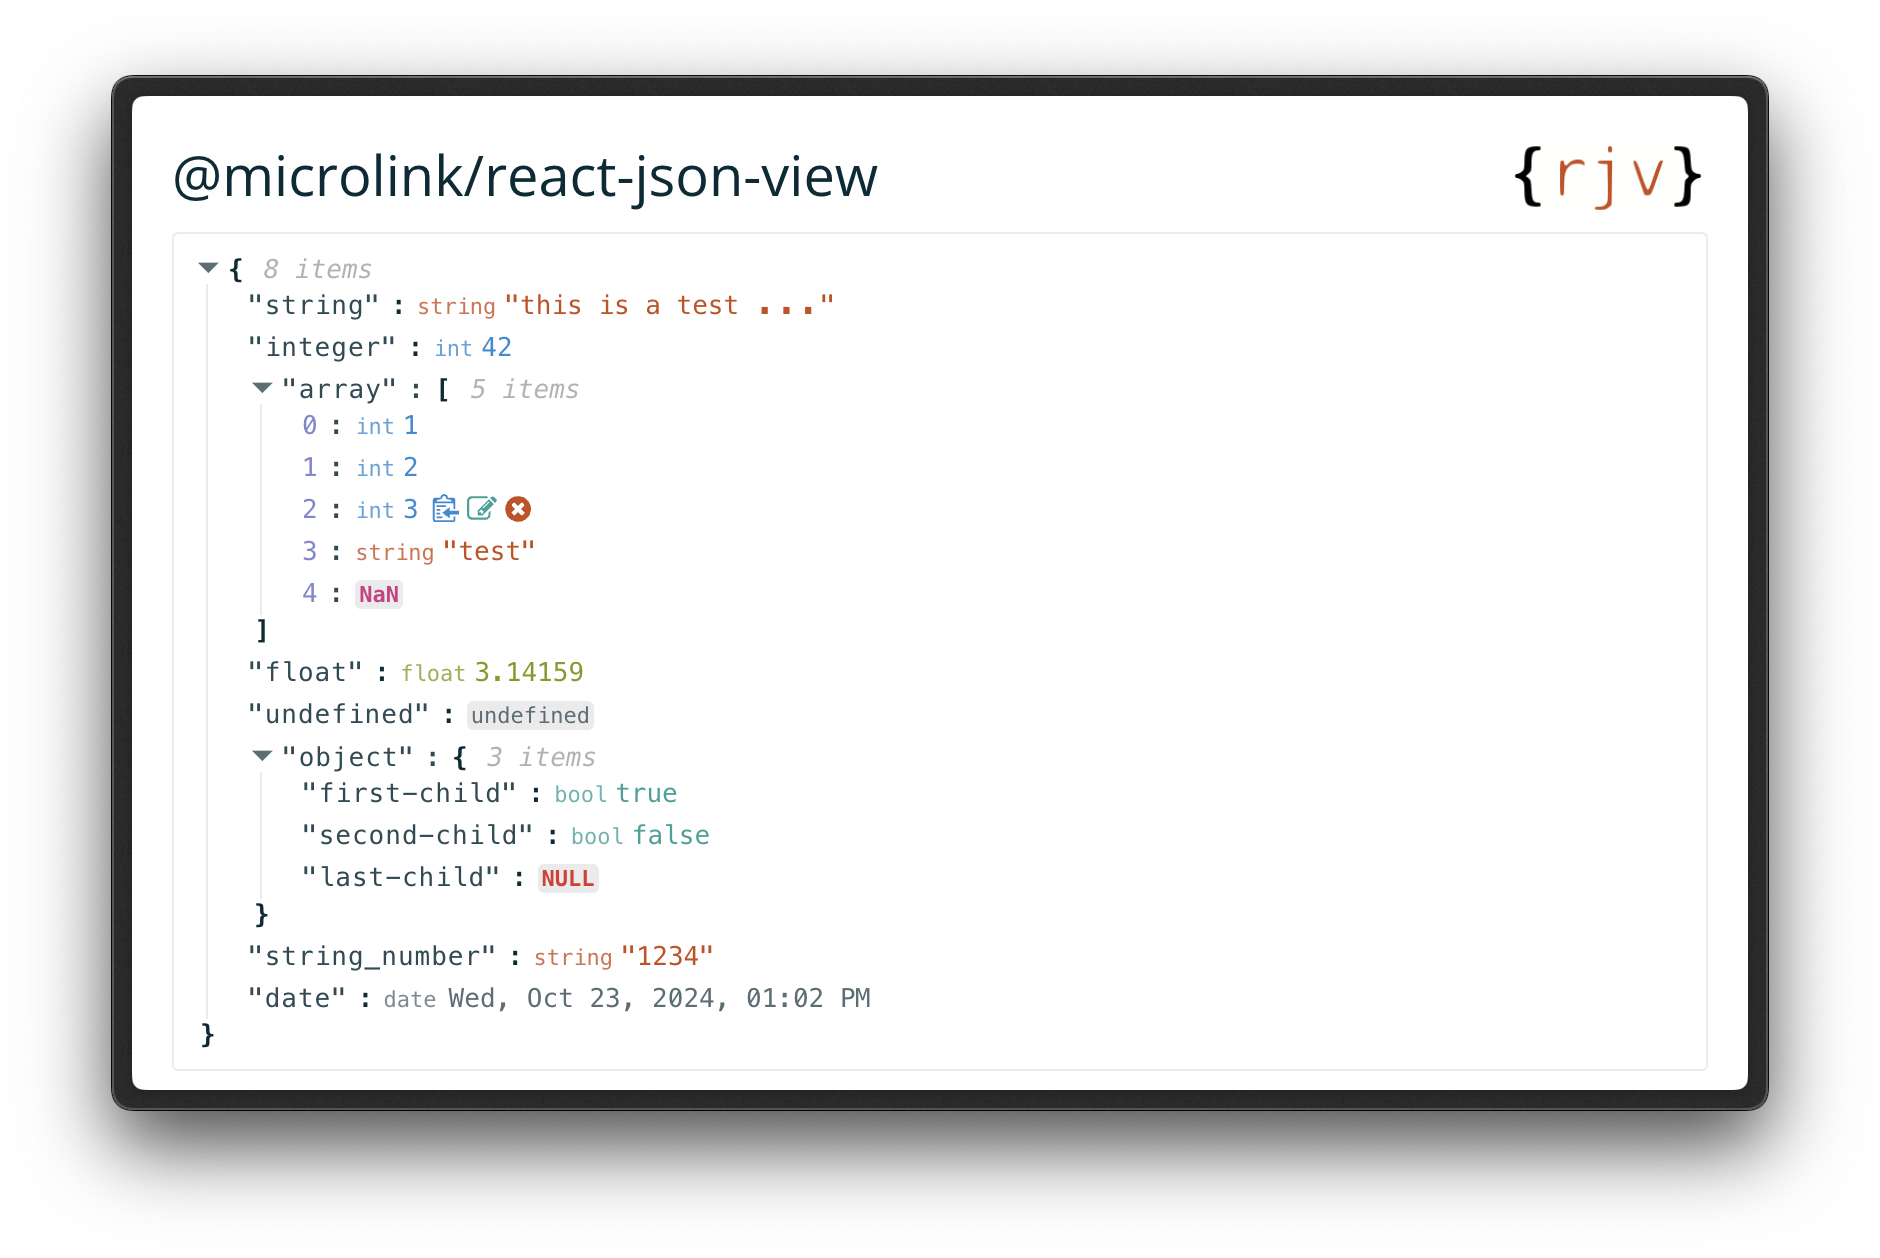 @microlink/react-json-view
{rjv}
{ 8 items
"string" : string "this is a test ..."
"integer" : int 42
"array" : [ 5 items
0 : int 1
1 : int 2
2 : int 3
3 : string "test"
4 : NaN
]
"float" : float 3.14159
"undefined" : undefined
"object" : { 3 items
"first-child" : bool true
"second-child" : bool false
"last-child" : NULL
}
"string_number" : string "1234"
"date" : date Wed, Oct 23, 2024, 01:02 PM
}